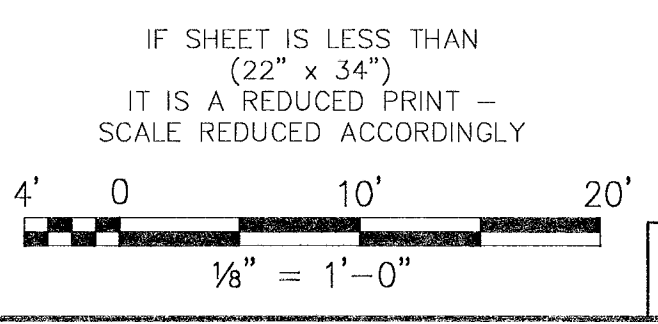 IF SHEET IS LESS THAN
(22" x 34")
IT IS A REDUCED PRINT –
SCALE REDUCED ACCORDINGLY
4' 0 10' 20'
⅛" = 1'–0"